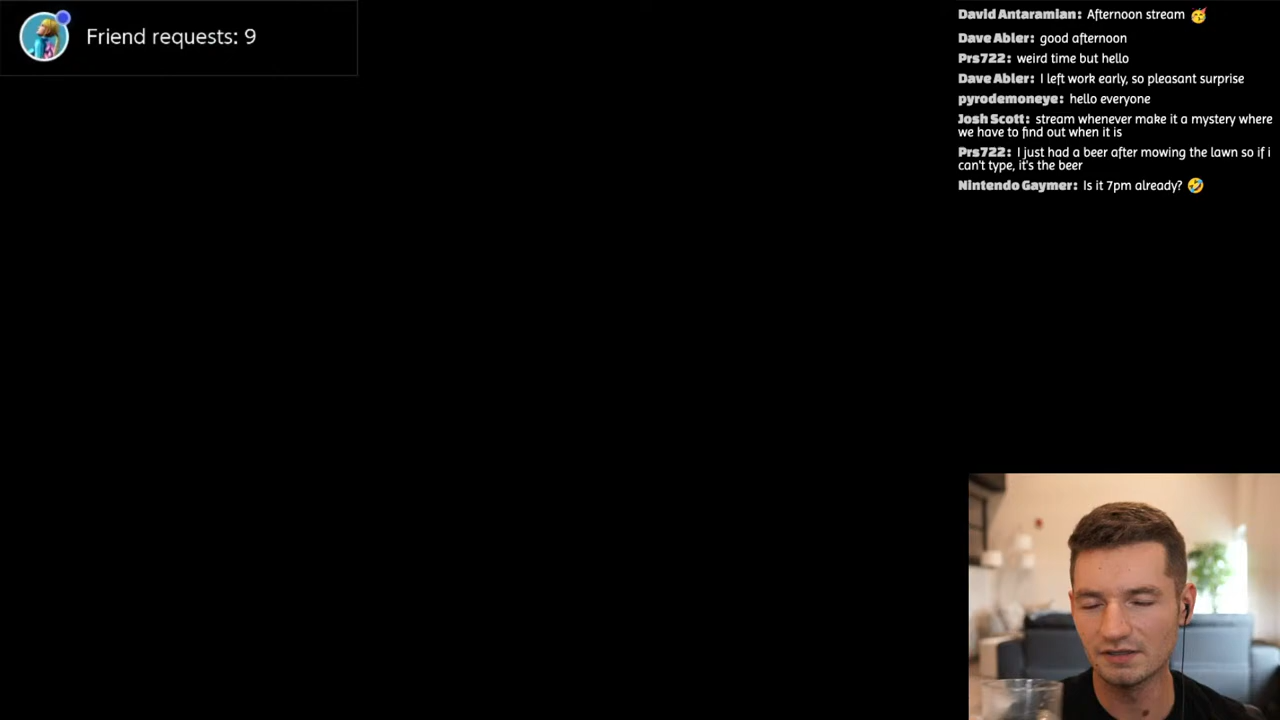 Friend requests: 9
David Antaramian: Afternoon stream 🥳
Dave Abler: good afternoon
Prs722: weird time but hello
Dave Abler: I left work early, so pleasant surprise
pyrodemoneye: hello everyone
Josh Scott: stream whenever make it a mystery where
we have to find out when it is
Prs722: I just had a beer after mowing the lawn so if i
can't type, it's the beer
Nintendo Gaymer: Is it 7pm already? 🤣